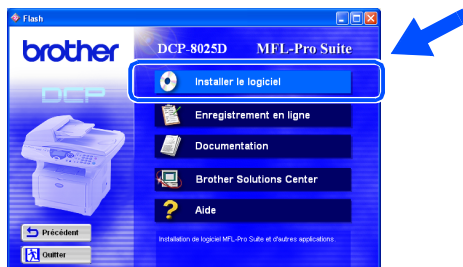 Flash
brother
DCP-8025D MFL-Pro Suite
DCP
Installer le logiciel
Enregistrement en ligne
Documentation
Brother Solutions Center
Aide
Précédent
Quitter
Installation de logiciel MFL-Pro Suite et d'autres applications.